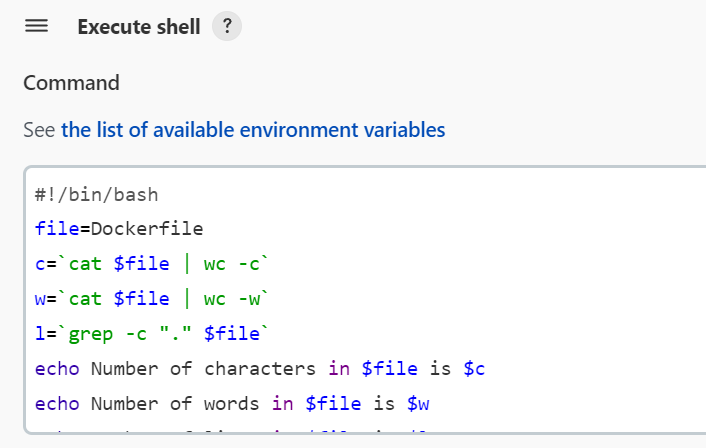 Execute shell ?
Command
See the list of available environment variables
#!/bin/bash
file=Dockerfile
c=`cat $file | wc -c`
w=`cat $file | wc -w`
l=`grep -c "." $file`
echo Number of characters in $file is $c
echo Number of words in $file is $w